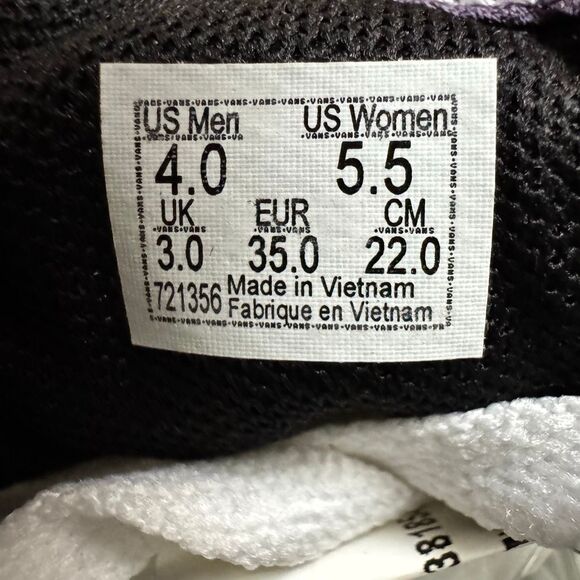 US Men US Women
4.0 5.5
UK EUR CM
3.0 35.0 22.0
721356 Made in Vietnam
Fabrique en Vietnam